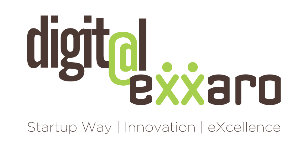 digit@l
exxaro
Startup Way | Innovation | eXcellence